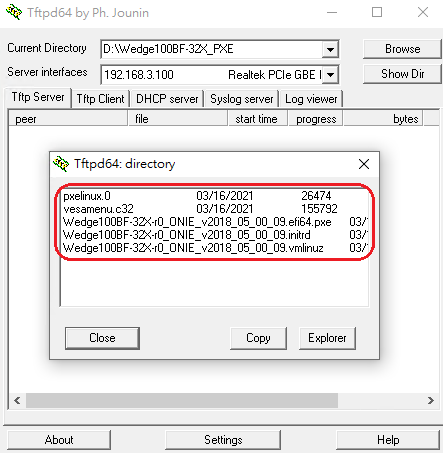 Tftpd64 by Ph. Jounin
Current Directory D:\Wedge100BF-32X_PXE Browse
Server interfaces 192.168.3.100 Realtek PCIe GBE I Show Dir
Tftp Server Tftp Client DHCP server Syslog server Log viewer
peer file start time progress bytes
Tftpd64: directory
pxelinux.0 03/16/2021 26474
vesamenu.c32 03/16/2021 155792
Wedge100BF-32X-r0_ONIE_v2018_05_00_09.efi64.pxe 03/
Wedge100BF-32X-r0_ONIE_v2018_05_00_09.initrd 03/1
Wedge100BF-32X-r0_ONIE_v2018_05_00_09.vmlinuz 03/
Close Copy Explorer
About Settings Help